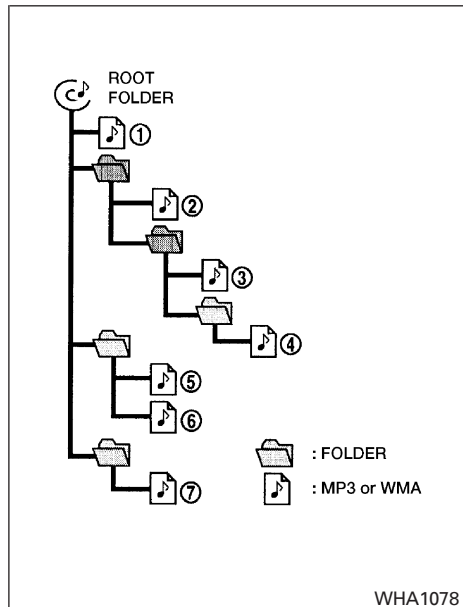 ROOT
FOLDER
①
②
③
④
⑤
⑥
⑦
: FOLDER
: MP3 or WMA
WHA1078